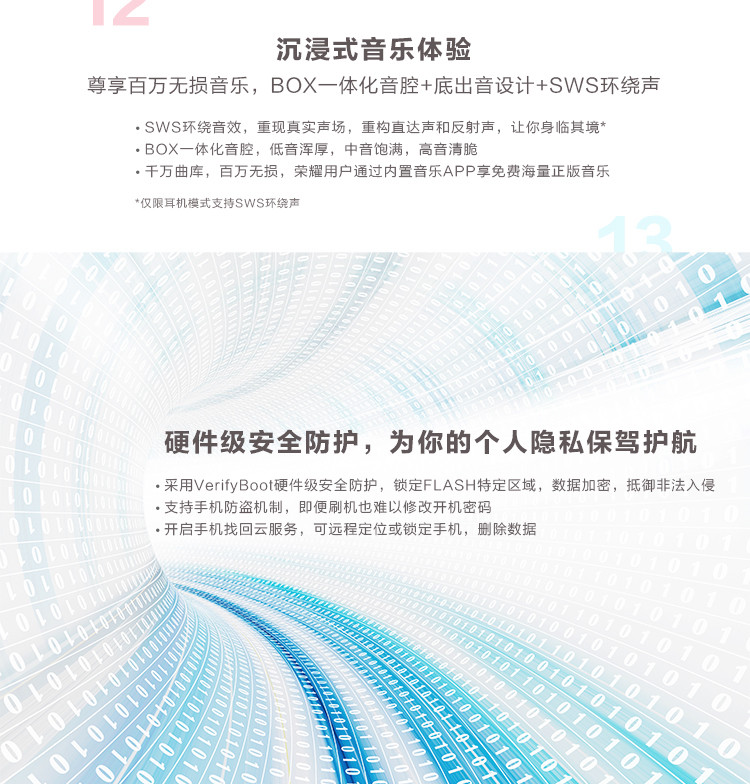 12
沉浸式音乐体验
尊享百万无损音乐，BOX一体化音腔+底出音设计+SWS环绕声
• SWS环绕音效，重现真实声场，重构直达声和反射声，让你身临其境*
• BOX一体化音腔，低音浑厚，中音饱满，高音清脆
• 千万曲库，百万无损，荣耀用户通过内置音乐APP享免费海量正版音乐
*仅限耳机模式支持SWS环绕声
13
硬件级安全防护，为你的个人隐私保驾护航
• 采用VerifyBoot硬件级安全防护，锁定FLASH特定区域，数据加密，抵御非法入侵
• 支持手机防盗机制，即便刷机也难以修改开机密码
• 开启手机找回云服务，可远程定位或锁定手机，删除数据